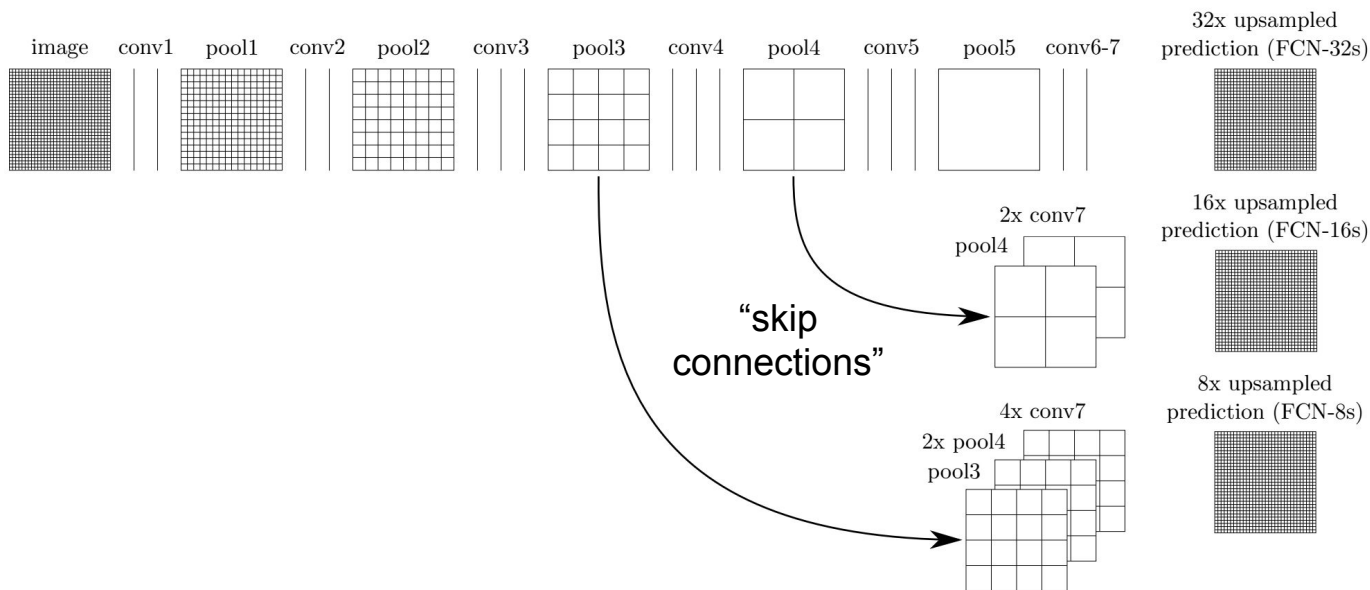 image conv1 pool1 conv2 pool2 conv3 pool3 conv4 pool4 conv5 pool5 conv6-7
32x upsampled
prediction (FCN-32s)
2x conv7
pool4
16x upsampled
prediction (FCN-16s)
“skip
connections”
4x conv7
2x pool4
pool3
8x upsampled
prediction (FCN-8s)